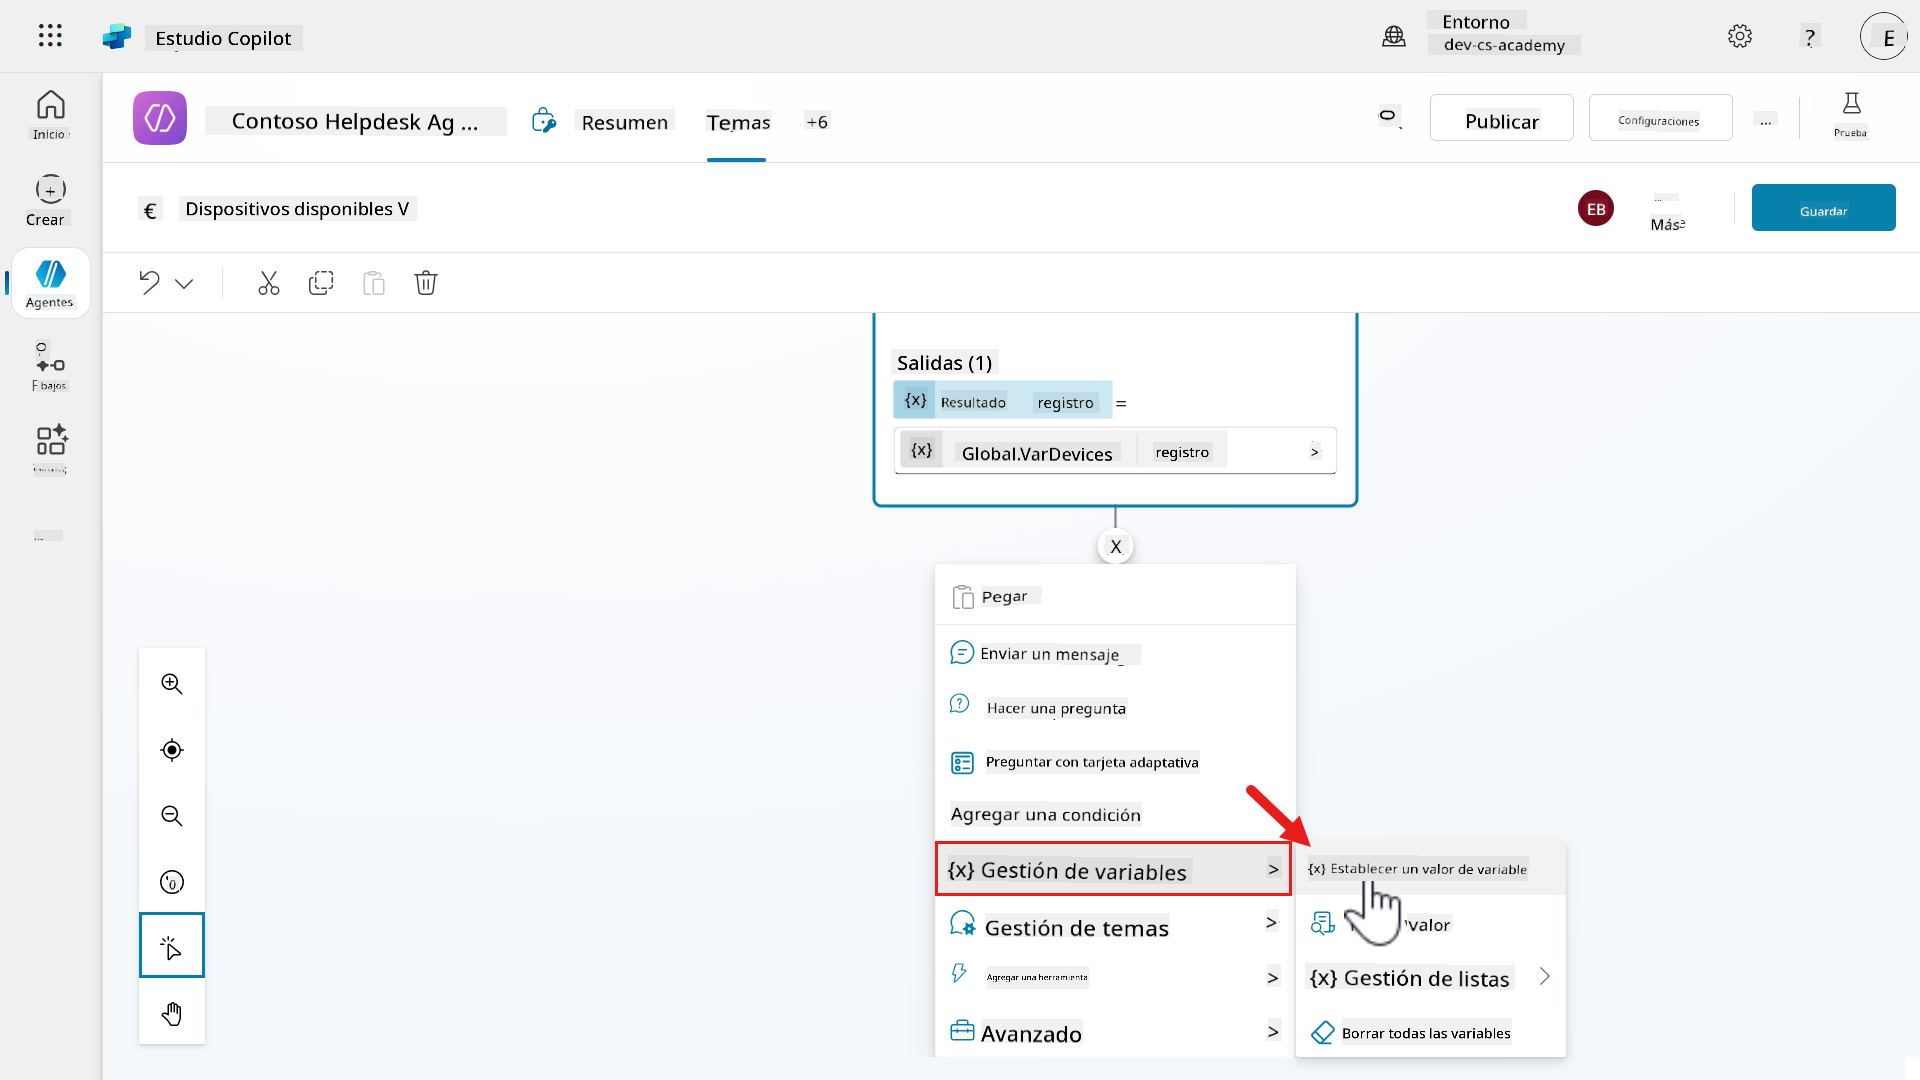 Estudio Copilot
Entorno
dev-cs-academy
?
E
Inicio
Contoso Helpdesk Ag ...
Resumen
Temas
+6
Publicar
Configuraciones
...
Prueba
Crear
€
Dispositivos disponibles V
EB
Más
Guardar
Agentes
bajos
Salidas (1)
{x} Resultado registro =
{x} Global.VarDevices registro >
X
Pegar
Enviar un mensaje
Hacer una pregunta
Preguntar con tarjeta adaptativa
Agregar una condición
{x} Gestión de variables >
{x} Establecer un valor de variable
Gestión de temas >
valor
Agregar una herramienta >
{x} Gestión de listas
Avanzado >
Borrar todas las variables